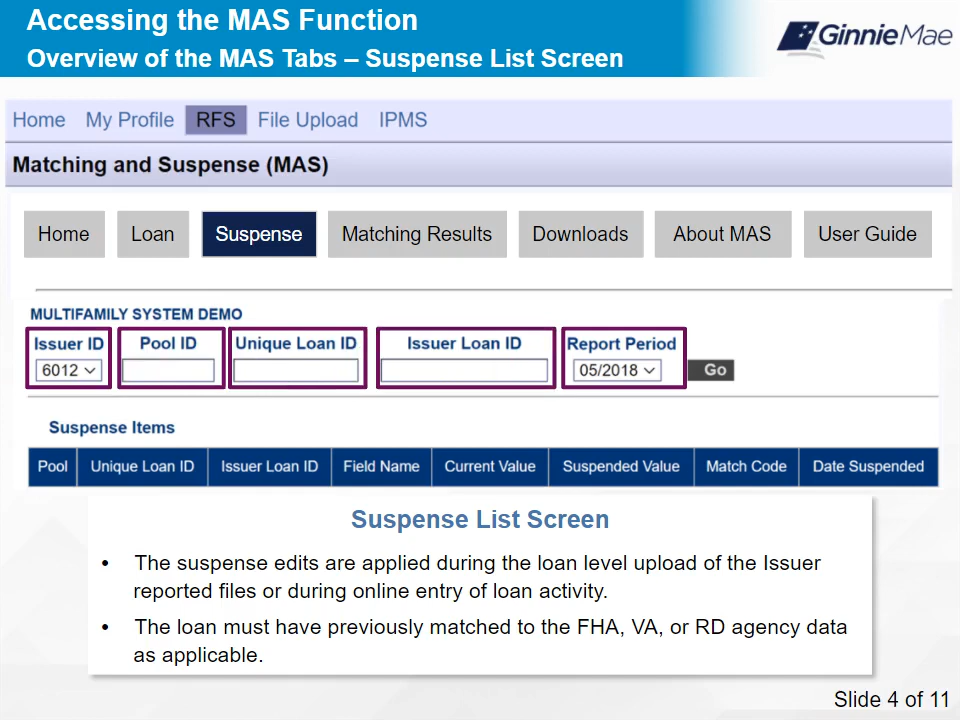 Accessing the MAS Function
Overview of the MAS Tabs – Suspense List Screen
GinnieMae
Home My Profile RFS File Upload IPMS
Matching and Suspense (MAS)
Home Loan Suspense Matching Results Downloads About MAS User Guide
MULTIFAMILY SYSTEM DEMO
Issuer ID Pool ID Unique Loan ID Issuer Loan ID Report Period
6012 05/2018 Go
Suspense Items
Pool Unique Loan ID Issuer Loan ID Field Name Current Value Suspended Value Match Code Date Suspended
Suspense List Screen
• The suspense edits are applied during the loan level upload of the Issuer
reported files or during online entry of loan activity.
• The loan must have previously matched to the FHA, VA, or RD agency data
as applicable.
Slide 4 of 11